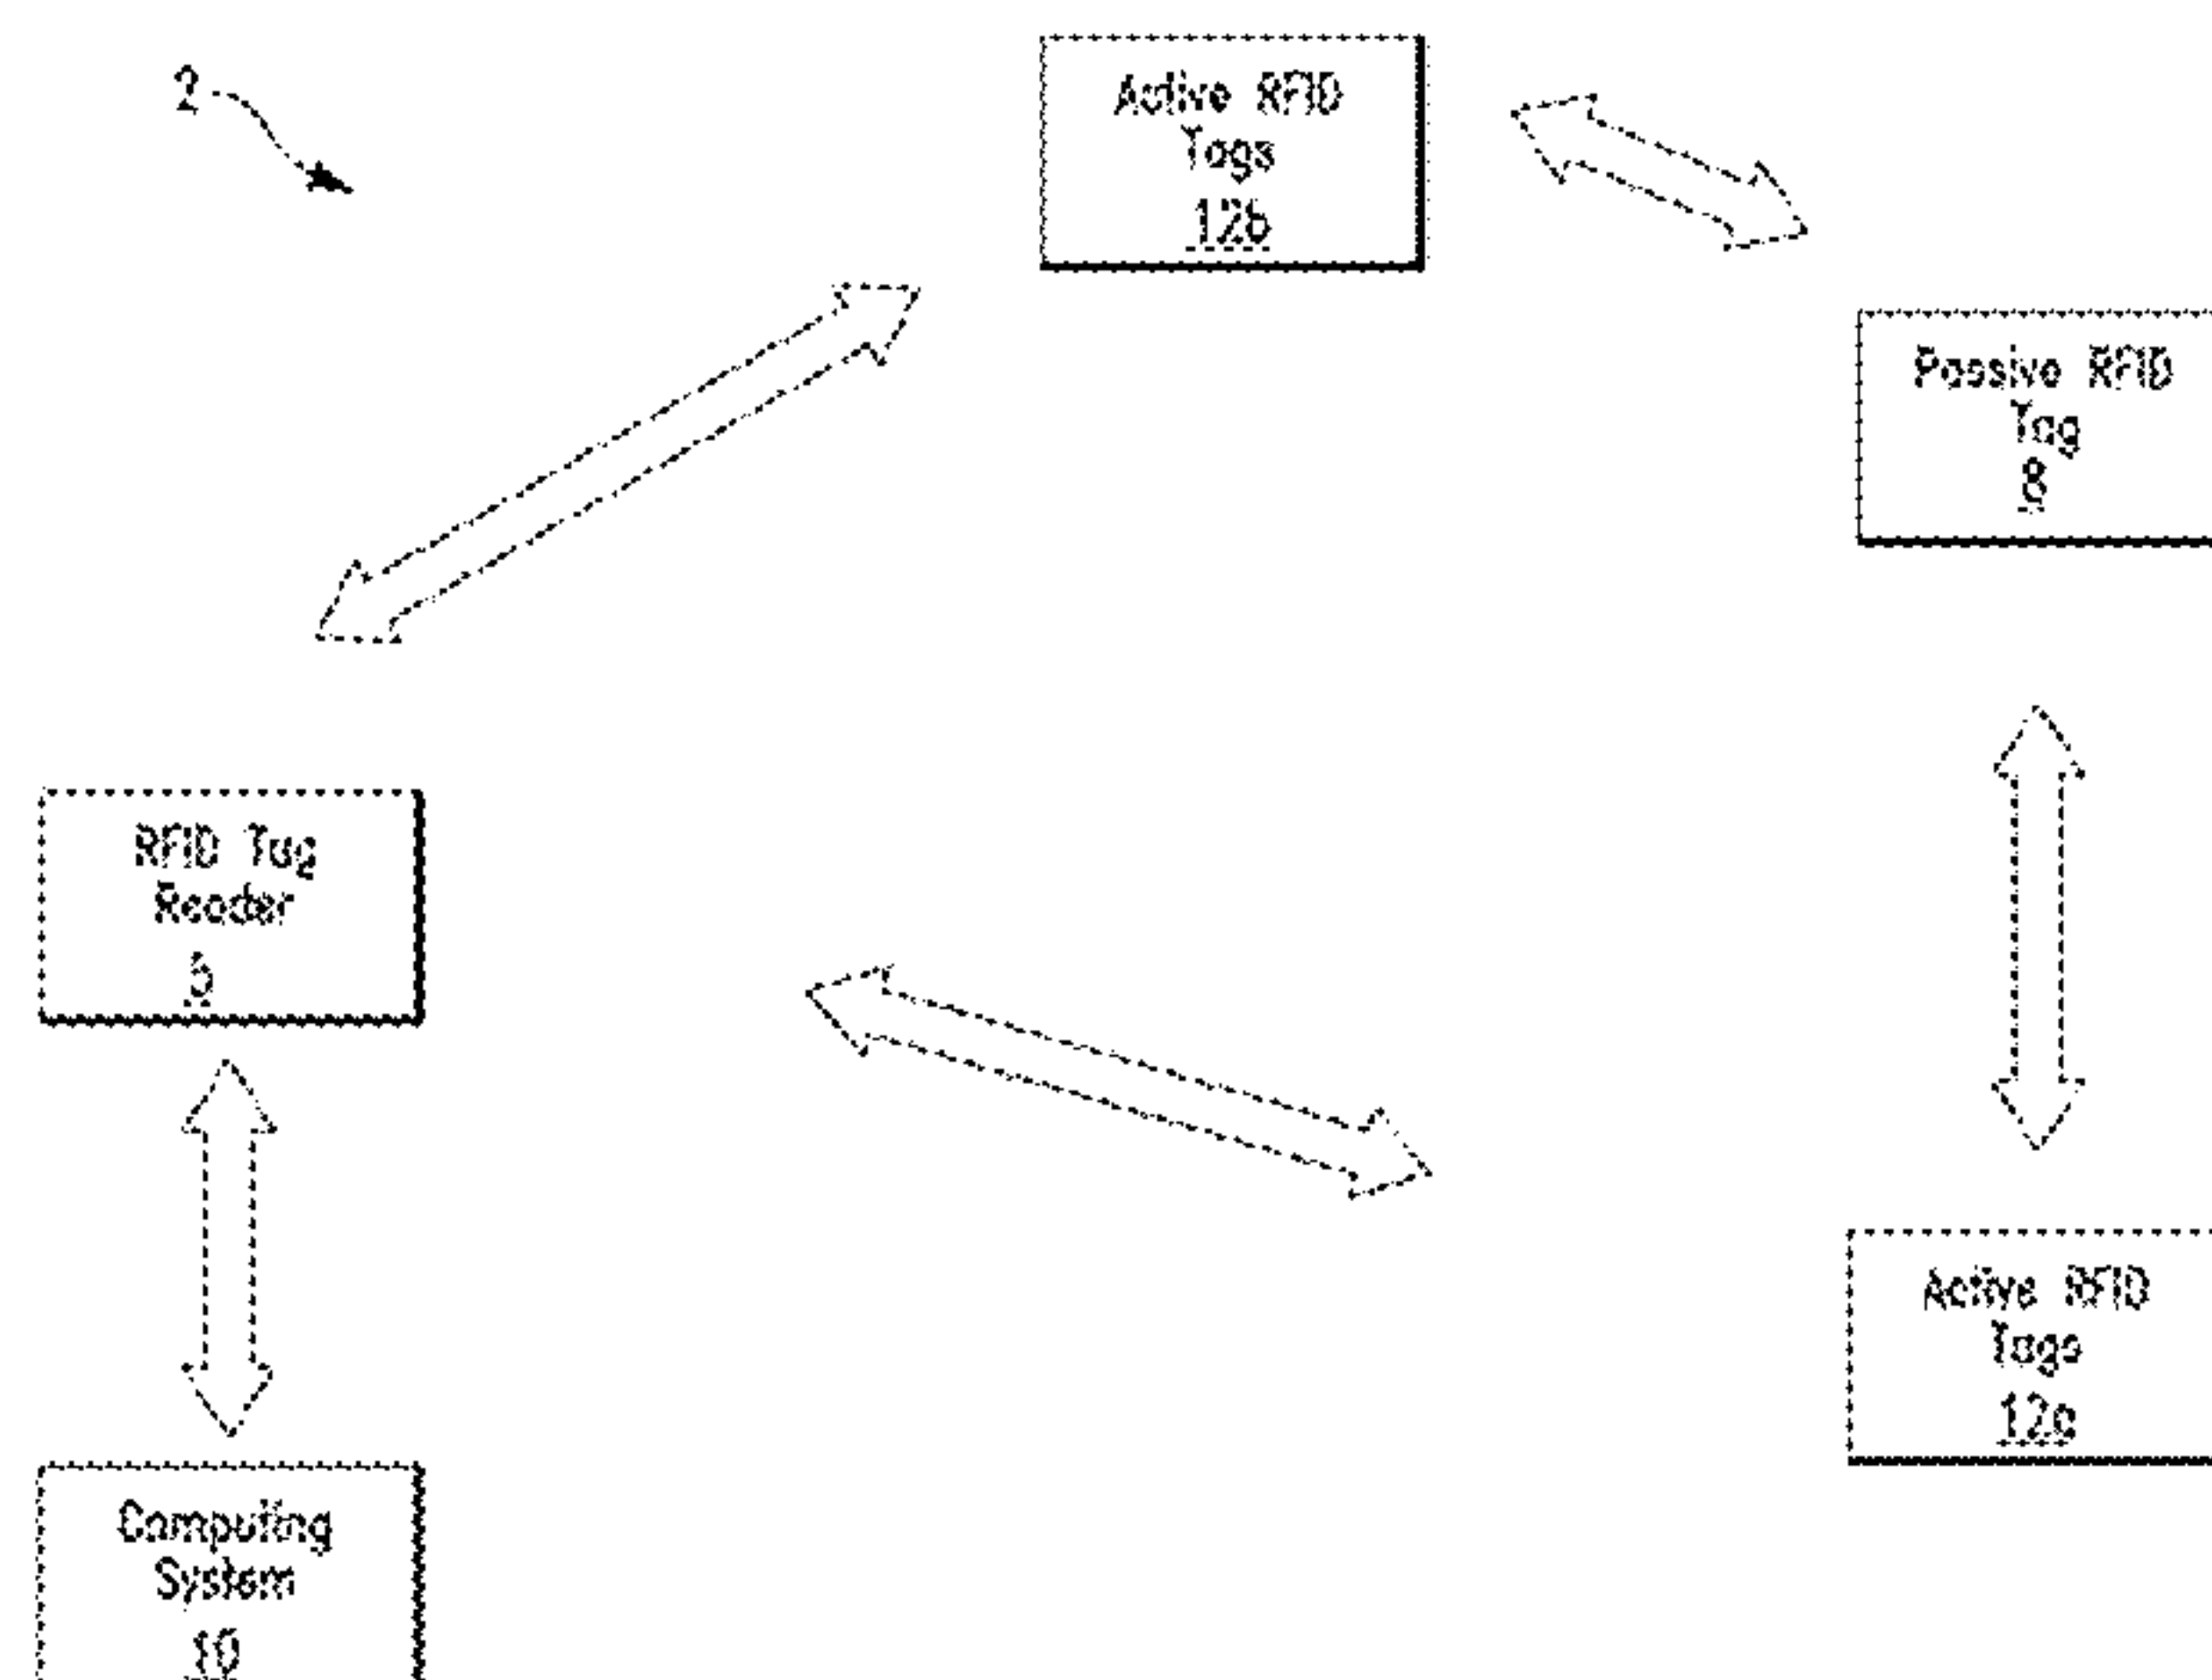 2
Active RFID
Tags
12b
Passive RFID
Tag
8
RFID Tag
Reader
5
Active RFID
Tags
12a
Computing
System
10